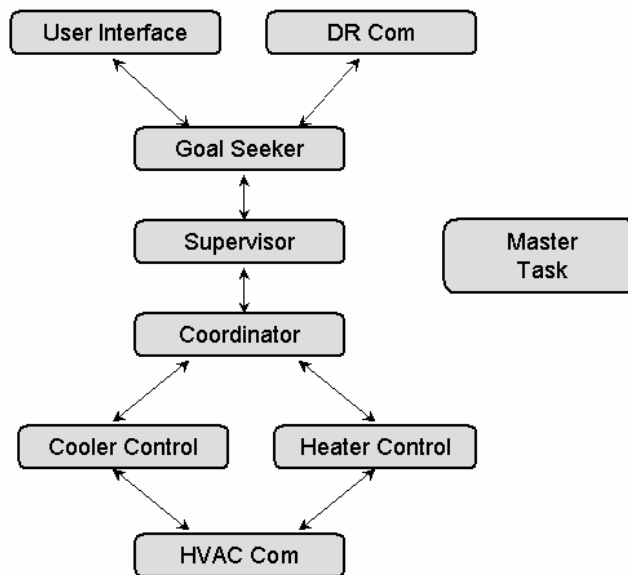 User Interface
DR Com
Goal Seeker
Supervisor
Master
Task
Coordinator
Cooler Control
Heater Control
HVAC Com